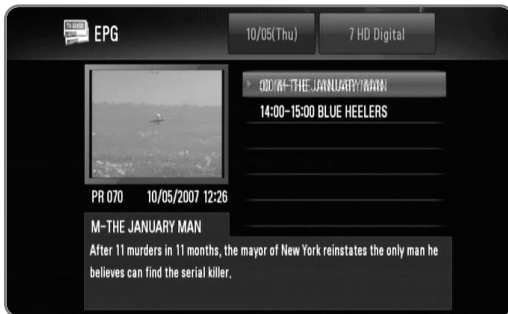 EPG
10/05(Thu)
7 HD Digital
14:00-15:00 BLUE HEELERS
PR 070 10/05/2007 12:26
M-THE JANUARY MAN
After 11 murders in 11 months, the mayor of New York reinstates the only man he
believes can find the serial killer.